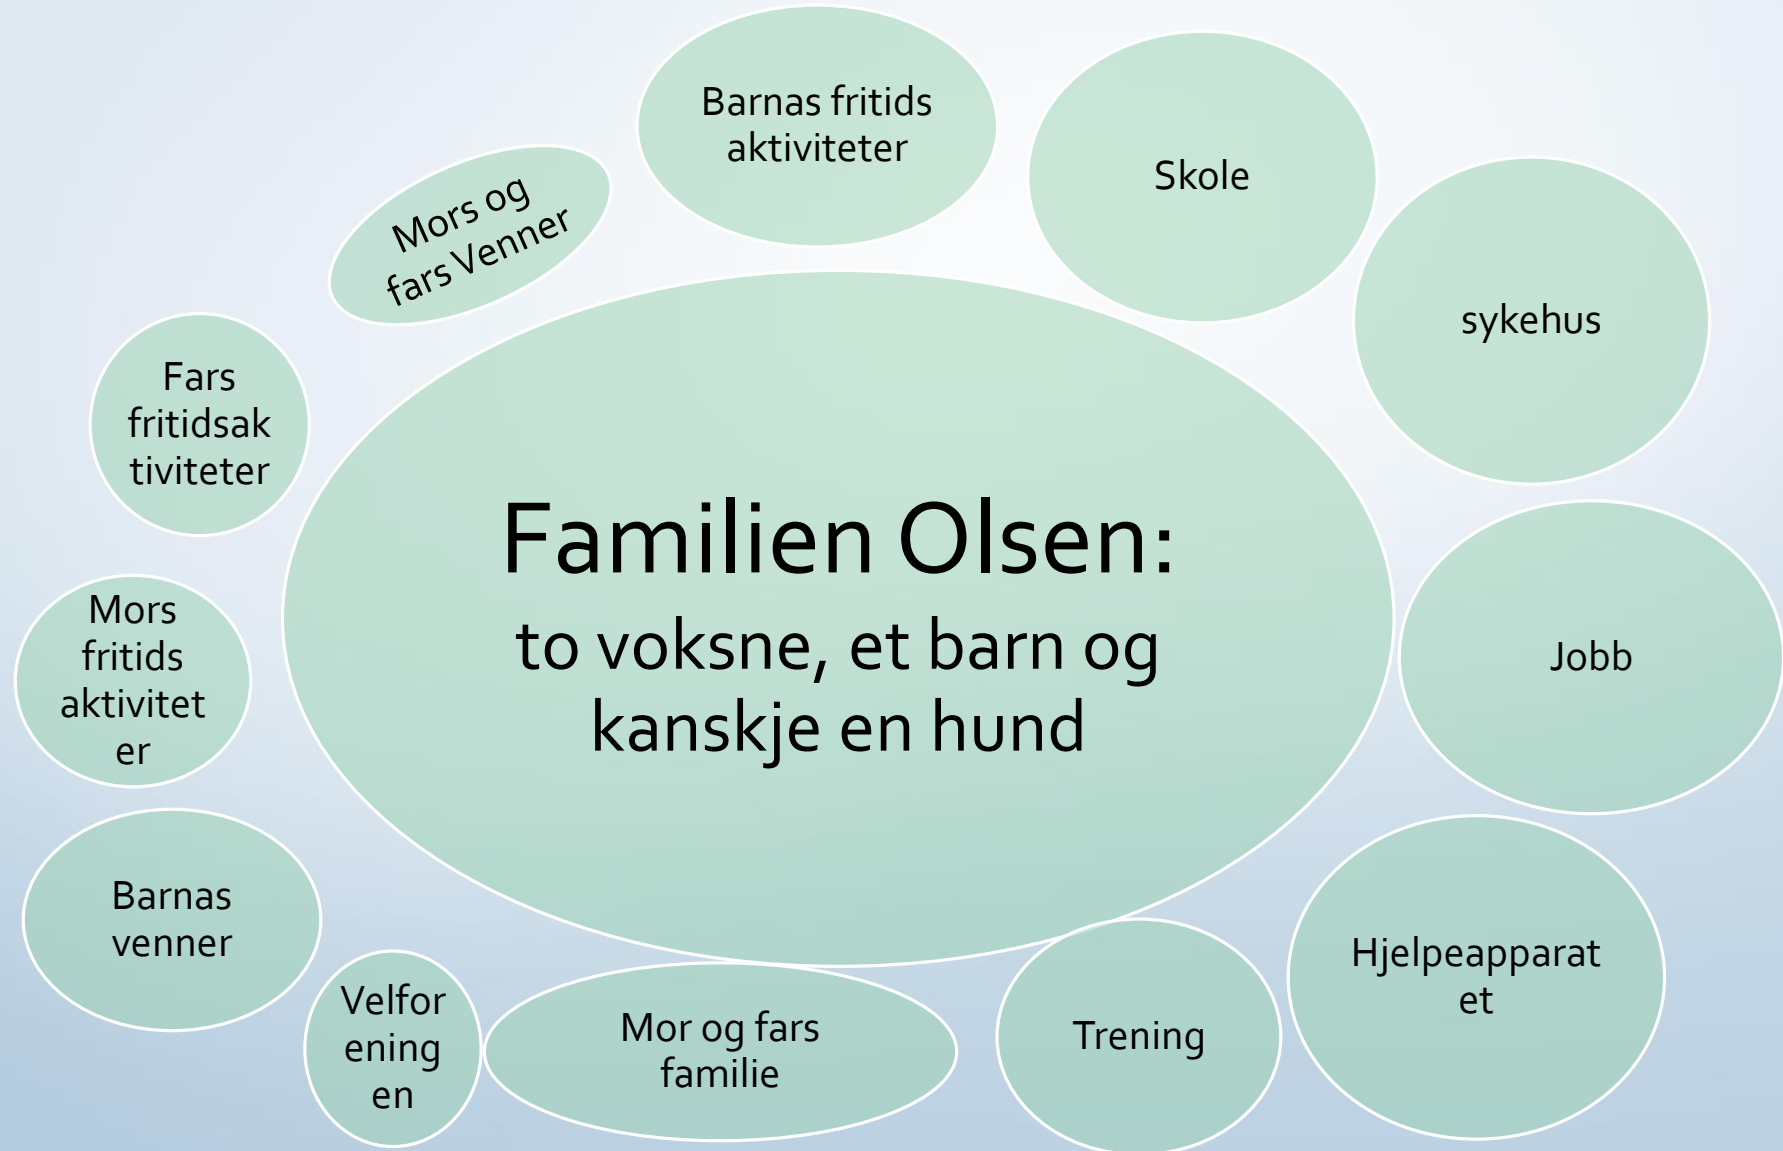 Barnas fritids
aktiviteter
Skole
Mors og
fars Venner
sykehus
Fars
fritidsak
tiviteter
Familien Olsen:
to voksne, et barn og
kanskje en hund
Mors
fritids
aktivitet
er
Jobb
Barnas
venner
Hjelpeapparat
et
Velfor
ening
en
Mor og fars
familie
Trening